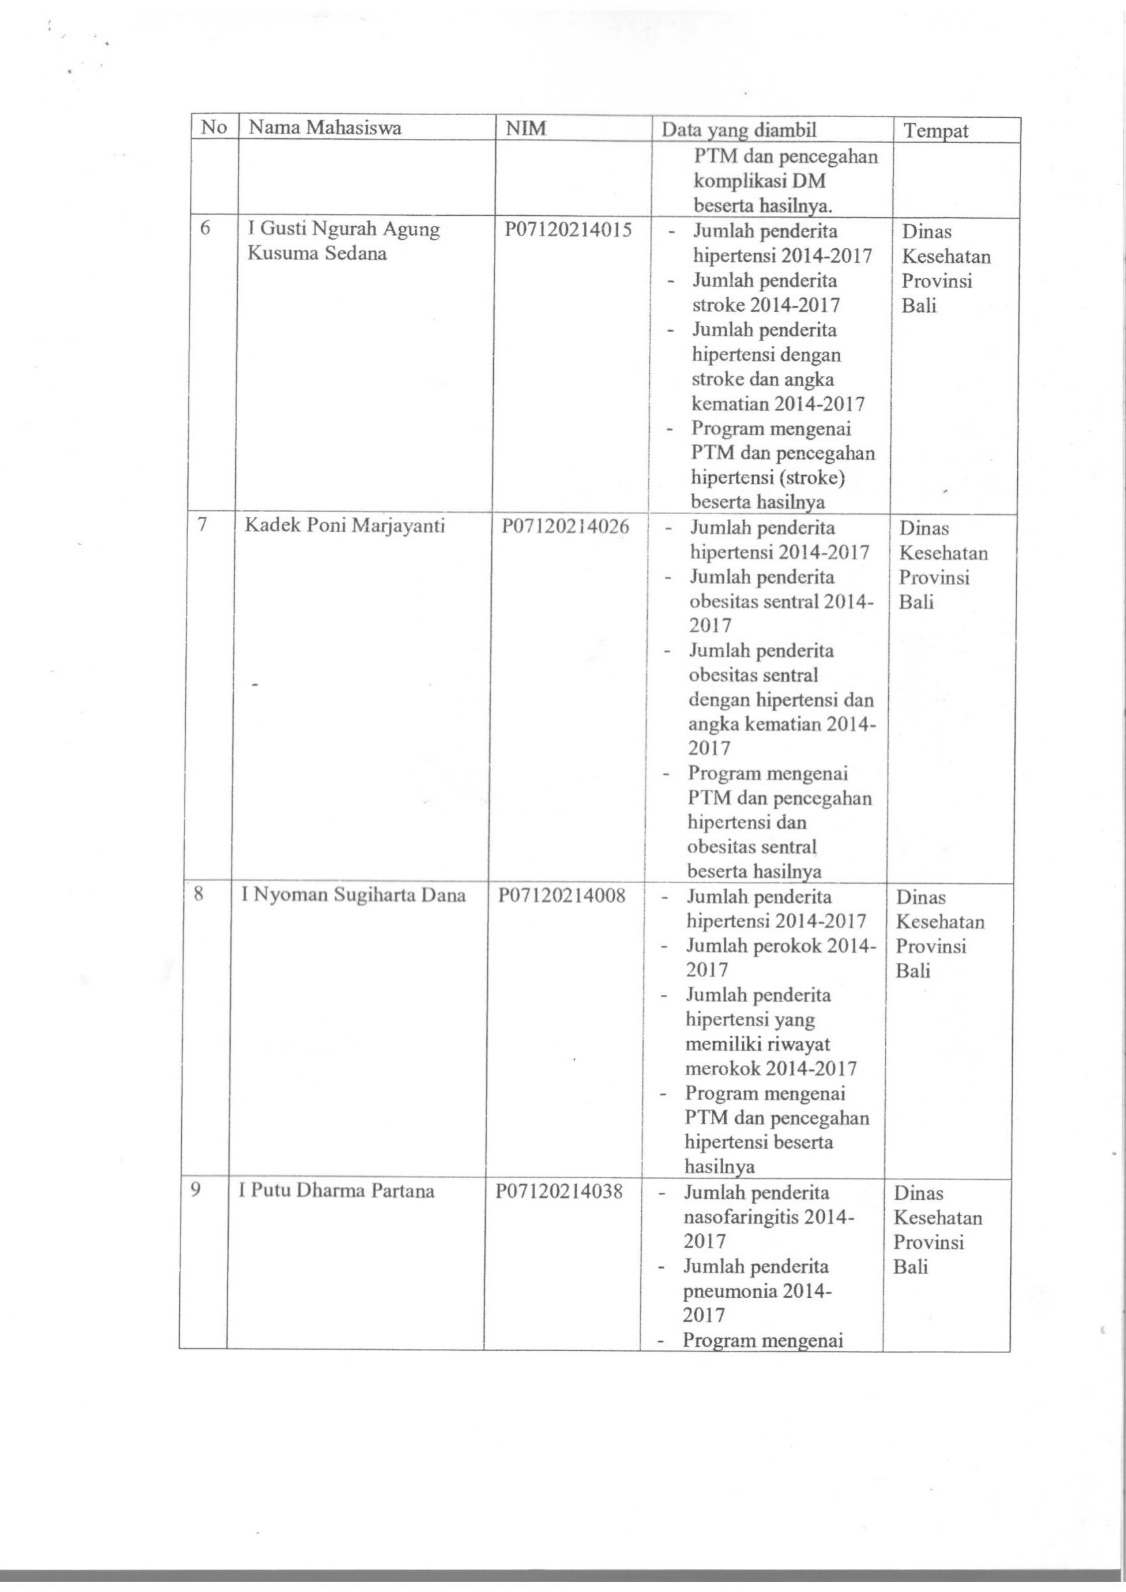 No Nama Mahasiswa NIM Data yang diambil Tempat
PTM dan pencegahan
komplikasi DM
beserta hasilnya.
6 I Gusti Ngurah Agung P07120214015 - Jumlah penderita Dinas
Kusuma Sedana hipertensi 2014-2017 Kesehatan
- Jumlah penderita Provinsi
stroke 2014-2017 Bali
- Jumlah penderita
hipertensi dengan
stroke dan angka
kematian 2014-2017
- Program mengenai
PTM dan pencegahan
hipertensi (stroke)
beserta hasilnya
7 Kadek Poni Marjayanti P07120214026 - Jumlah penderita Dinas
hipertensi 2014-2017 Kesehatan
- Jumlah penderita Provinsi
obesitas sentral 2014- Bali
2017
- Jumlah penderita
obesitas sentral
dengan hipertensi dan
angka kematian 2014-
2017
- Program mengenai
PTM dan pencegahan
hipertensi dan
obesitas sentral
beserta hasilnya
8 I Nyoman Sugiharta Dana P07120214008 - Jumlah penderita Dinas
hipertensi 2014-2017 Kesehatan
- Jumlah perokok 2014- Provinsi
2017 Bali
- Jumlah penderita
hipertensi yang
memiliki riwayat
merokok 2014-2017
- Program mengenai
PTM dan pencegahan
hipertensi beserta
hasilnya
9 I Putu Dharma Partana P07120214038 - Jumlah penderita Dinas
nasofaringitis 2014- Kesehatan
2017 Provinsi
- Jumlah penderita Bali
pneumonia 2014-
2017
- Program mengenai